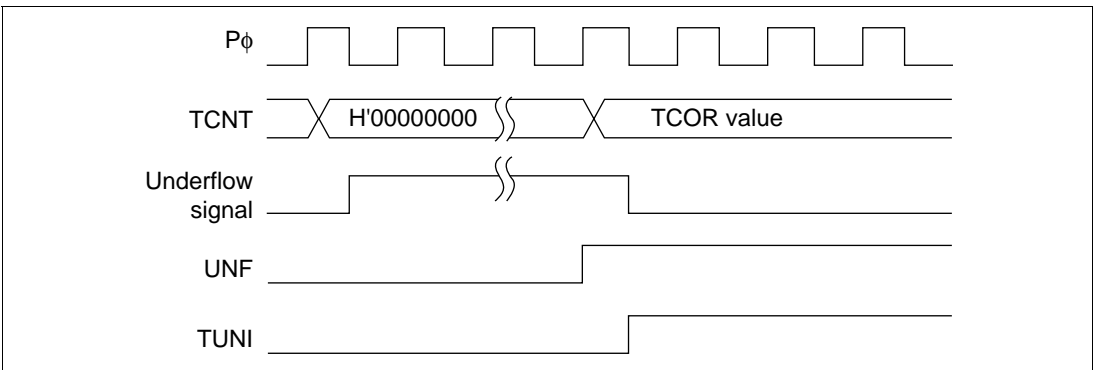 Pφ
TCNT
H'00000000
TCOR value
Underflow
signal
UNF
TUNI